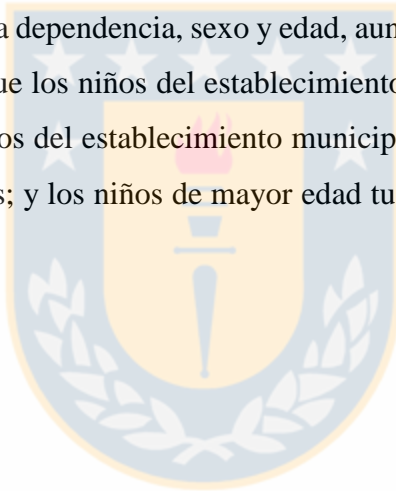 a dependencia, sexo y edad, aun
ue los niños del establecimiento
os del establecimiento municip
s; y los niños de mayor edad tu